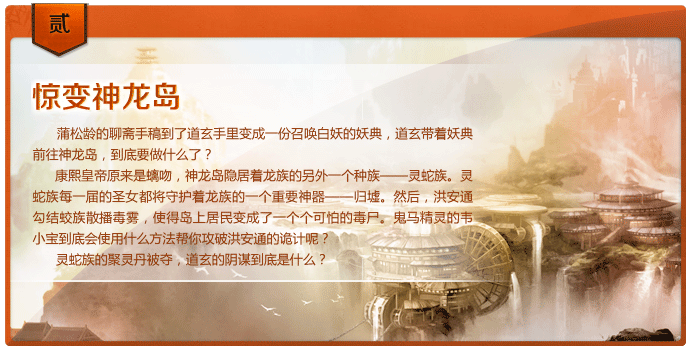 贰
惊变神龙岛
蒲松龄的聊斋手稿到了道玄手里变成一份召唤白妖的妖典，道玄带着妖典
前往神龙岛，到底要做什么了？
康熙皇帝原来是螭吻，神龙岛隐居着龙族的另外一个种族——灵蛇族。灵
蛇族每一届的圣女都将守护着龙族的一个重要神器——归墟。然后，洪安通
勾结蛟族散播毒雾，使得岛上居民变成了一个个可怕的毒尸。鬼马精灵的韦
小宝到底会使用什么方法帮你攻破洪安通的诡计呢？
灵蛇族的聚灵丹被夺，道玄的阴谋到底是什么？